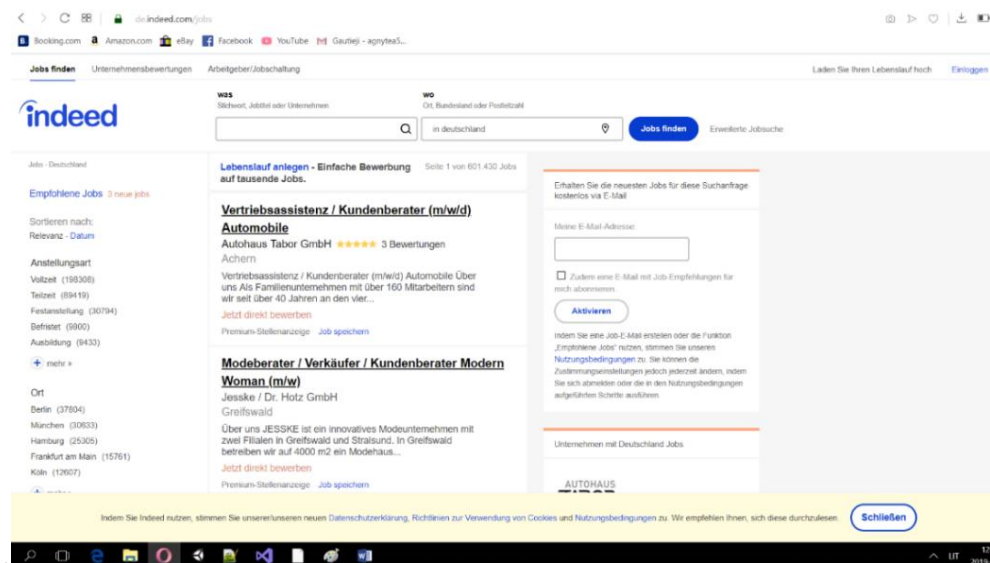 de.indeed.com/jobs
Booking.com Amazon.com eBay Facebook YouTube Gautieji - agnytea5...
Jobs finden Unternehmensbewertungen Arbeitgeber/Jobschaltung Laden Sie Ihren Lebenslauf hoch Einloggen
indeed
was
Stichwort, Jobtitel oder Unternehmen
wo
Ort, Bundesland oder Postleitzahl
in deutschland
Jobs finden
Erweiterte Jobsuche
Jobs - Deutschland
Empfohlene Jobs 3 neue jobs
Sortieren nach:
Relevanz - Datum
Anstellungsart
Vollzeit (198308)
Teilzeit (89419)
Festanstellung (30794)
Befristet (9900)
Ausbildung (9433)
+ mehr »
Ort
Berlin (37804)
München (30633)
Hamburg (25305)
Frankfurt am Main (15761)
Köln (12607)
Lebenslauf anlegen - Einfache Bewerbung
auf tausende Jobs.
Seite 1 von 601.430 Jobs
Vertriebsassistenz / Kundenberater (m/w/d)
Automobile
Autohaus Tabor GmbH 3 Bewertungen
Achern
Vertriebsassistenz / Kundenberater (m/w/d) Automobile Über
uns Als Familienunternehmen mit über 160 Mitarbeitern sind
wir seit über 40 Jahren an den vier...
Jetzt direkt bewerben
Premium-Stellenanzeige Job speichern
Modeberater / Verkäufer / Kundenberater Modern
Woman (m/w)
Jesske / Dr. Hotz GmbH
Greifswald
Über uns JESSKE ist ein innovatives Modeunternehmen mit
zwei Filialen in Greifswald und Stralsund. In Greifswald
betreiben wir auf 4000 m2 ein Modehaus...
Jetzt direkt bewerben
Premium-Stellenanzeige Job speichern
Erhalten Sie die neuesten Jobs für diese Suchanfrage
kostenlos via E-Mail
Meine E-Mail-Adresse:
Zudem eine E-Mail mit Job-Empfehlungen für
mich abonnieren.
Aktivieren
Indem Sie eine Job-E-Mail erstellen oder die Funktion
„Empfohlene Jobs" nutzen, stimmen Sie unseren
Nutzungsbedingungen zu. Sie können die
Zustimmungseinstellungen jedoch jederzeit ändern, indem
Sie sich abmelden oder die in den Nutzungsbedingungen
aufgeführten Schritte ausführen.
Unternehmen mit Deutschland Jobs
AUTOHAUS
Indem Sie Indeed nutzen, stimmen Sie unserer/unseren neuen Datenschutzerklärung, Richtlinien zur Verwendung von Cookies und Nutzungsbedingungen zu. Wir empfehlen Ihnen, sich diese durchzulesen.
Schließen
LIT